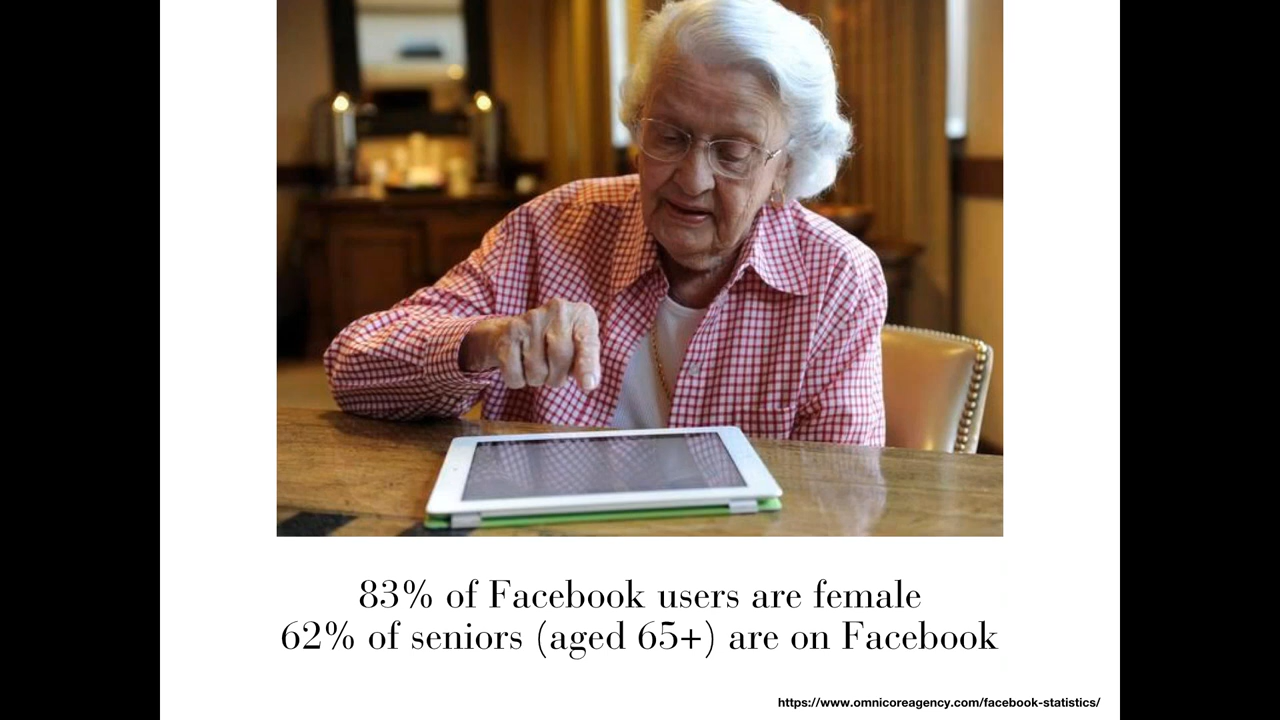 83% of Facebook users are female
62% of seniors (aged 65+) are on Facebook
https://www.omnicoreagency.com/facebook-statistics/